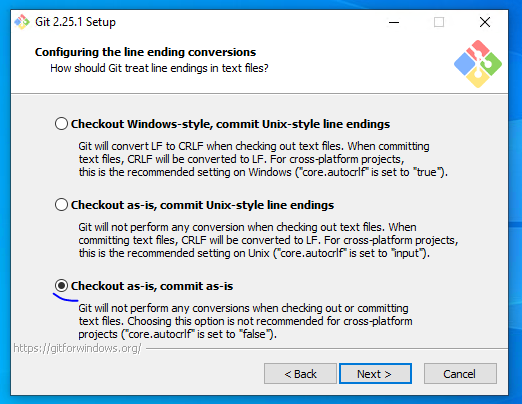 Git 2.25.1 Setup
Configuring the line ending conversions
How should Git treat line endings in text files?
Checkout Windows-style, commit Unix-style line endings
Git will convert LF to CRLF when checking out text files. When committing
text files, CRLF will be converted to LF. For cross-platform projects,
this is the recommended setting on Windows ("core.autocrlf" is set to "true").
Checkout as-is, commit Unix-style line endings
Git will not perform any conversion when checking out text files. When
committing text files, CRLF will be converted to LF. For cross-platform projects,
this is the recommended setting on Unix ("core.autocrlf" is set to "input").
Checkout as-is, commit as-is
Git will not perform any conversions when checking out or committing
text files. Choosing this option is not recommended for cross-platform
projects ("core.autocrlf" is set to "false").
https://gitforwindows.org/
< Back
Next >
Cancel